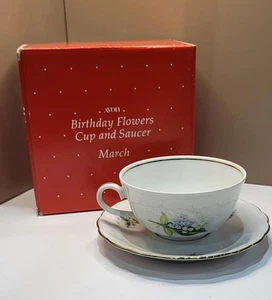 AVON
Birthday Flowers
Cup and Saucer
March